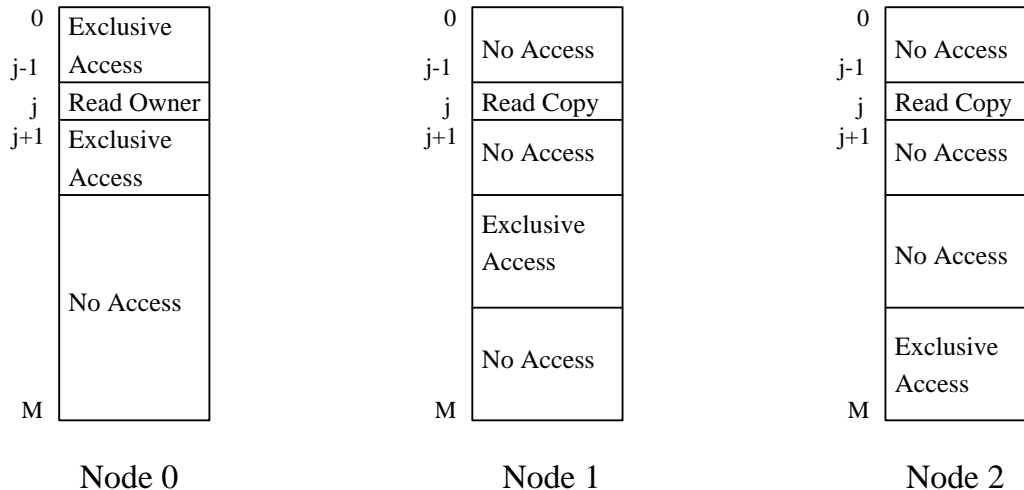 0
j-1
j
j+1
M
Exclusive
Access
Read Owner
Exclusive
Access
No Access
Node 0
0
j-1
j
j+1
M
No Access
Read Copy
No Access
Exclusive
Access
No Access
Node 1
0
j-1
j
j+1
M
No Access
Read Copy
No Access
No Access
Exclusive
Access
Node 2